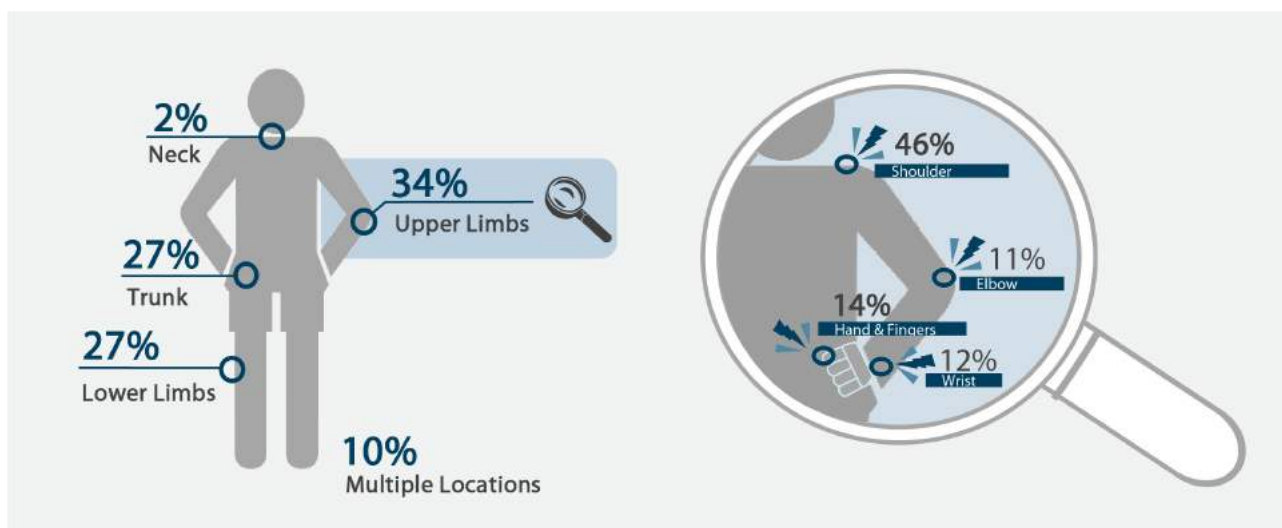 2%
Neck
34%
Upper Limbs
27%
Trunk
27%
Lower Limbs
10%
Multiple Locations
46%
Shoulder
11%
Elbow
14%
Hand & Fingers
12%
Wrist